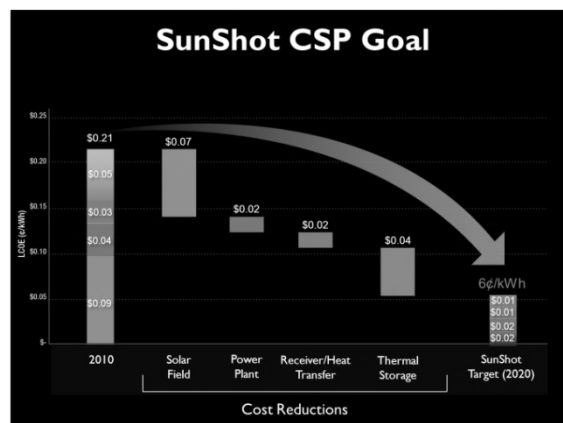 SunShot CSP Goal
LCOE (¢/kWh)
$0.25
$0.20
$0.15
$0.10
$0.05
$-
$0.21
$0.05
$0.03
$0.04
$0.09
$0.07
$0.02
$0.02
$0.04
6¢/kWh
$0.01
$0.01
$0.02
$0.02
2010
Solar
Field
Power
Plant
Receiver/Heat
Transfer
Thermal
Storage
SunShot
Target (2020)
Cost Reductions